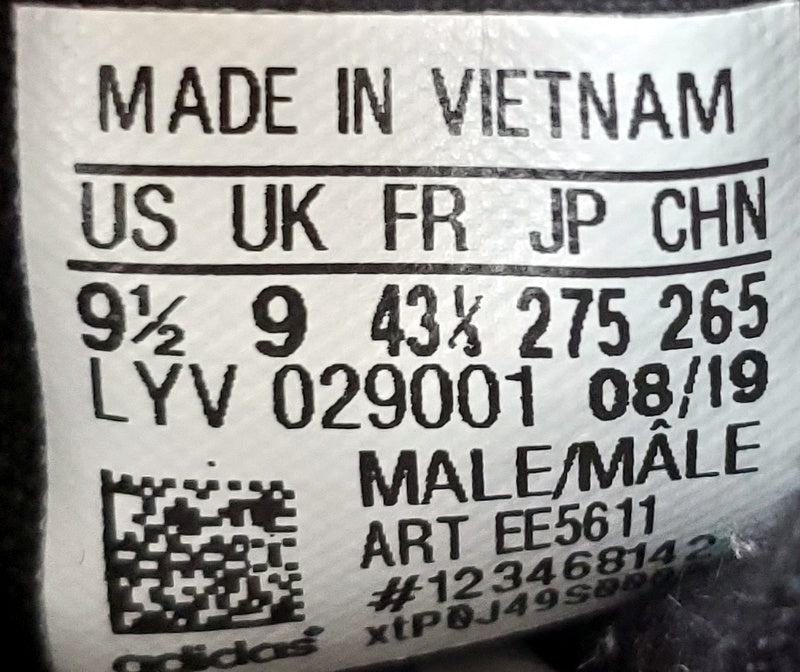 MADE IN VIETNAM
US UK FR JP CHN
9½ 9 43⅓ 275 265
LYV 029001 08/19
MALE/MÂLE
ART EE5611
#123468142
adidas